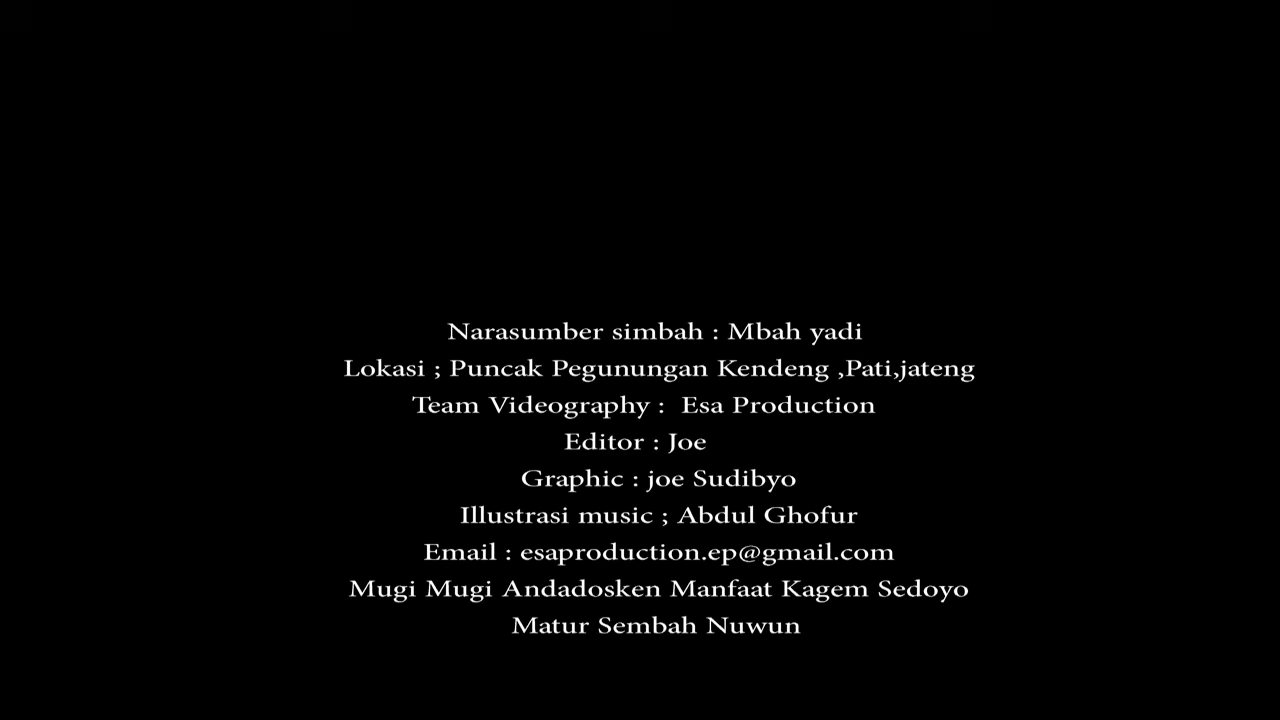 Narasumber simbah : Mbah yadi
Lokasi ; Puncak Pegunungan Kendeng ,Pati,jateng
Team Videography :  Esa Production
Editor : Joe
Graphic : joe Sudibyo
Illustrasi music ; Abdul Ghofur
Email : esaproduction.ep@gmail.com
Mugi Mugi Andadosken Manfaat Kagem Sedoyo
Matur Sembah Nuwun